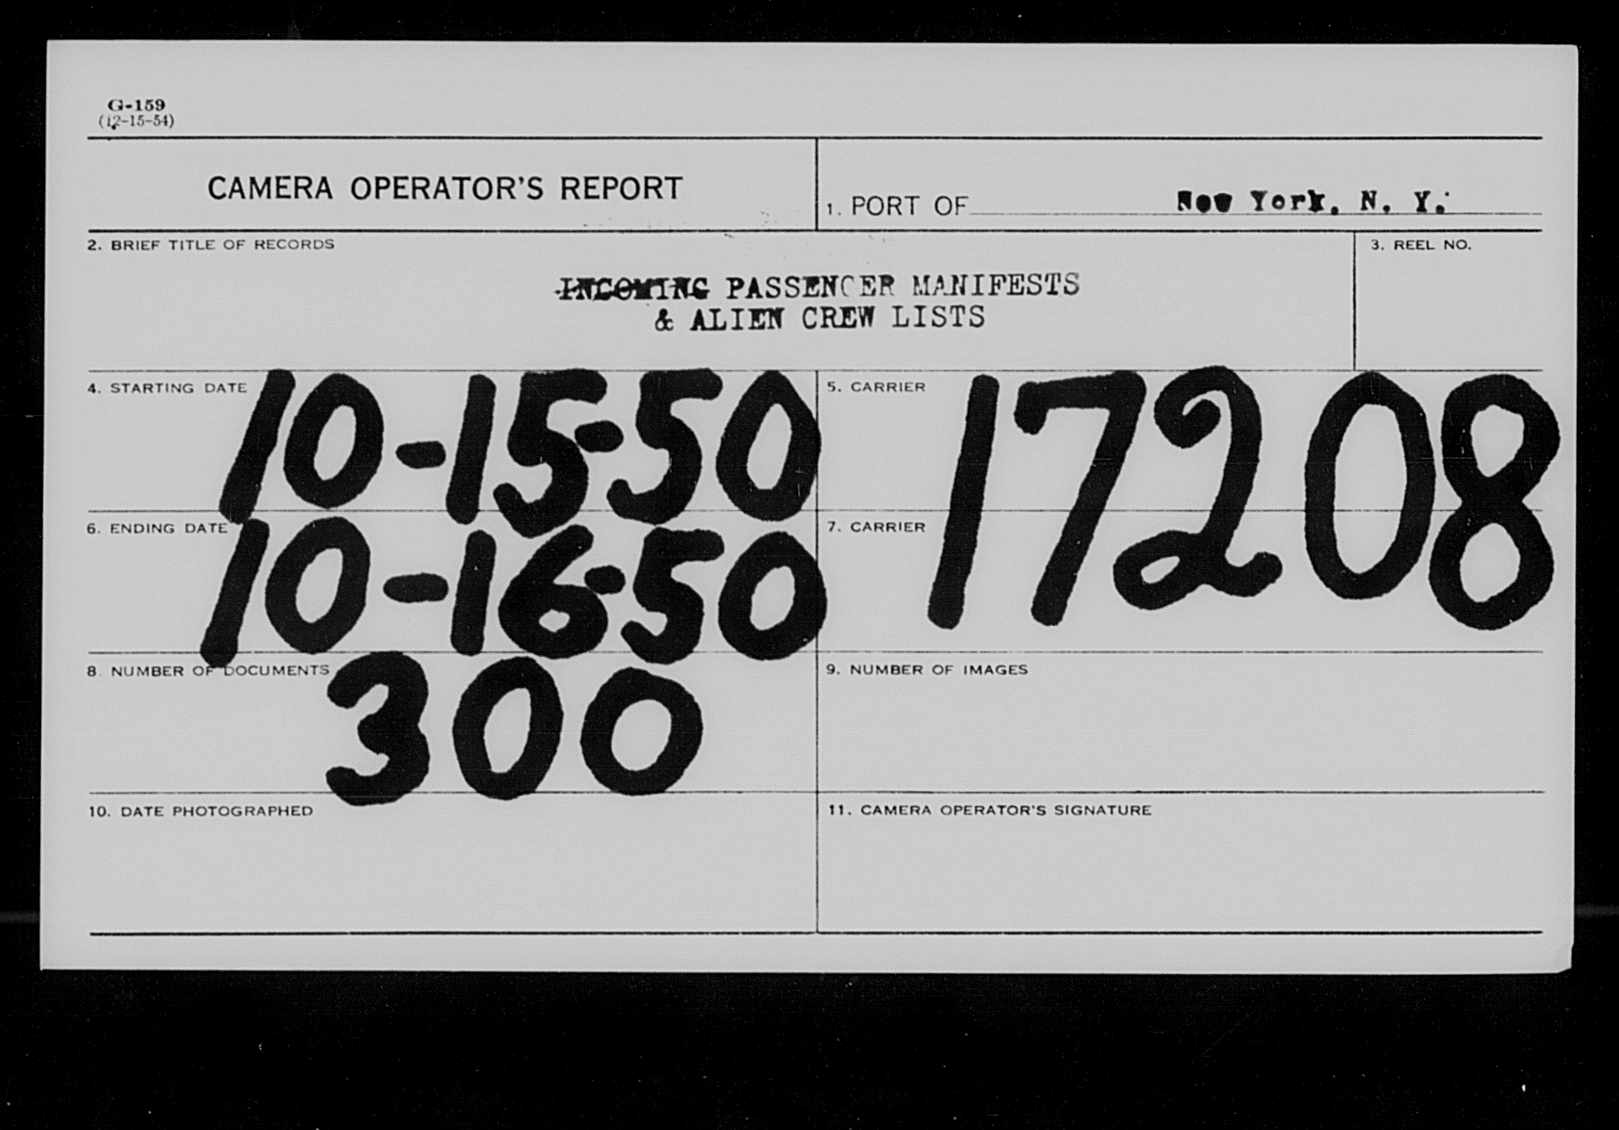 G-159
(12-15-54)
CAMERA OPERATOR'S REPORT
1. PORT OF New York, N. Y.
2. BRIEF TITLE OF RECORDS
3. REEL NO.
INCOMING PASSENGER MANIFESTS
& ALIEN CREW LISTS
4. STARTING DATE 10-15-50
5. CARRIER 17208
6. ENDING DATE 10-16-50
7. CARRIER
8. NUMBER OF DOCUMENTS 300
9. NUMBER OF IMAGES
10. DATE PHOTOGRAPHED
11. CAMERA OPERATOR'S SIGNATURE